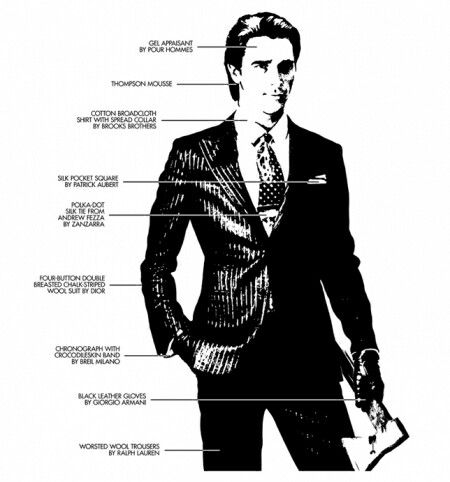 GEL APPAISANT
BY POUR HOMMES
THOMPSON MOUSSE
COTTON BROADCLOTH
SHIRT WITH SPREAD COLLAR
BY BROOKS BROTHERS
SILK POCKET SQUARE
BY PATRICK AUBERT
POLKA-DOT
SILK TIE FROM
ANDREW FEZZA
BY ZANZARRA
FOUR-BUTTON DOUBLE
BREASTED CHALK-STRIPED
WOOL SUIT BY DIOR
CHRONOGRAPH WITH
CROCODILESKIN BAND
BY BREIL MILANO
BLACK LEATHER GLOVES
BY GIORGIO ARMANI
WORSTED WOOL TROUSERS
BY RALPH LAUREN